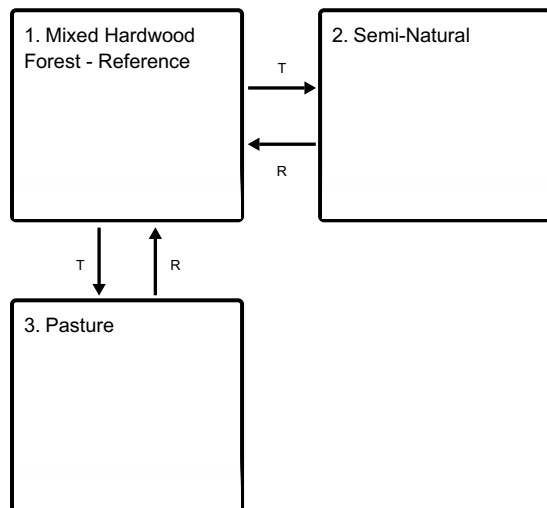 1. Mixed Hardwood
Forest - Reference
2. Semi-Natural
T
R
T
R
3. Pasture